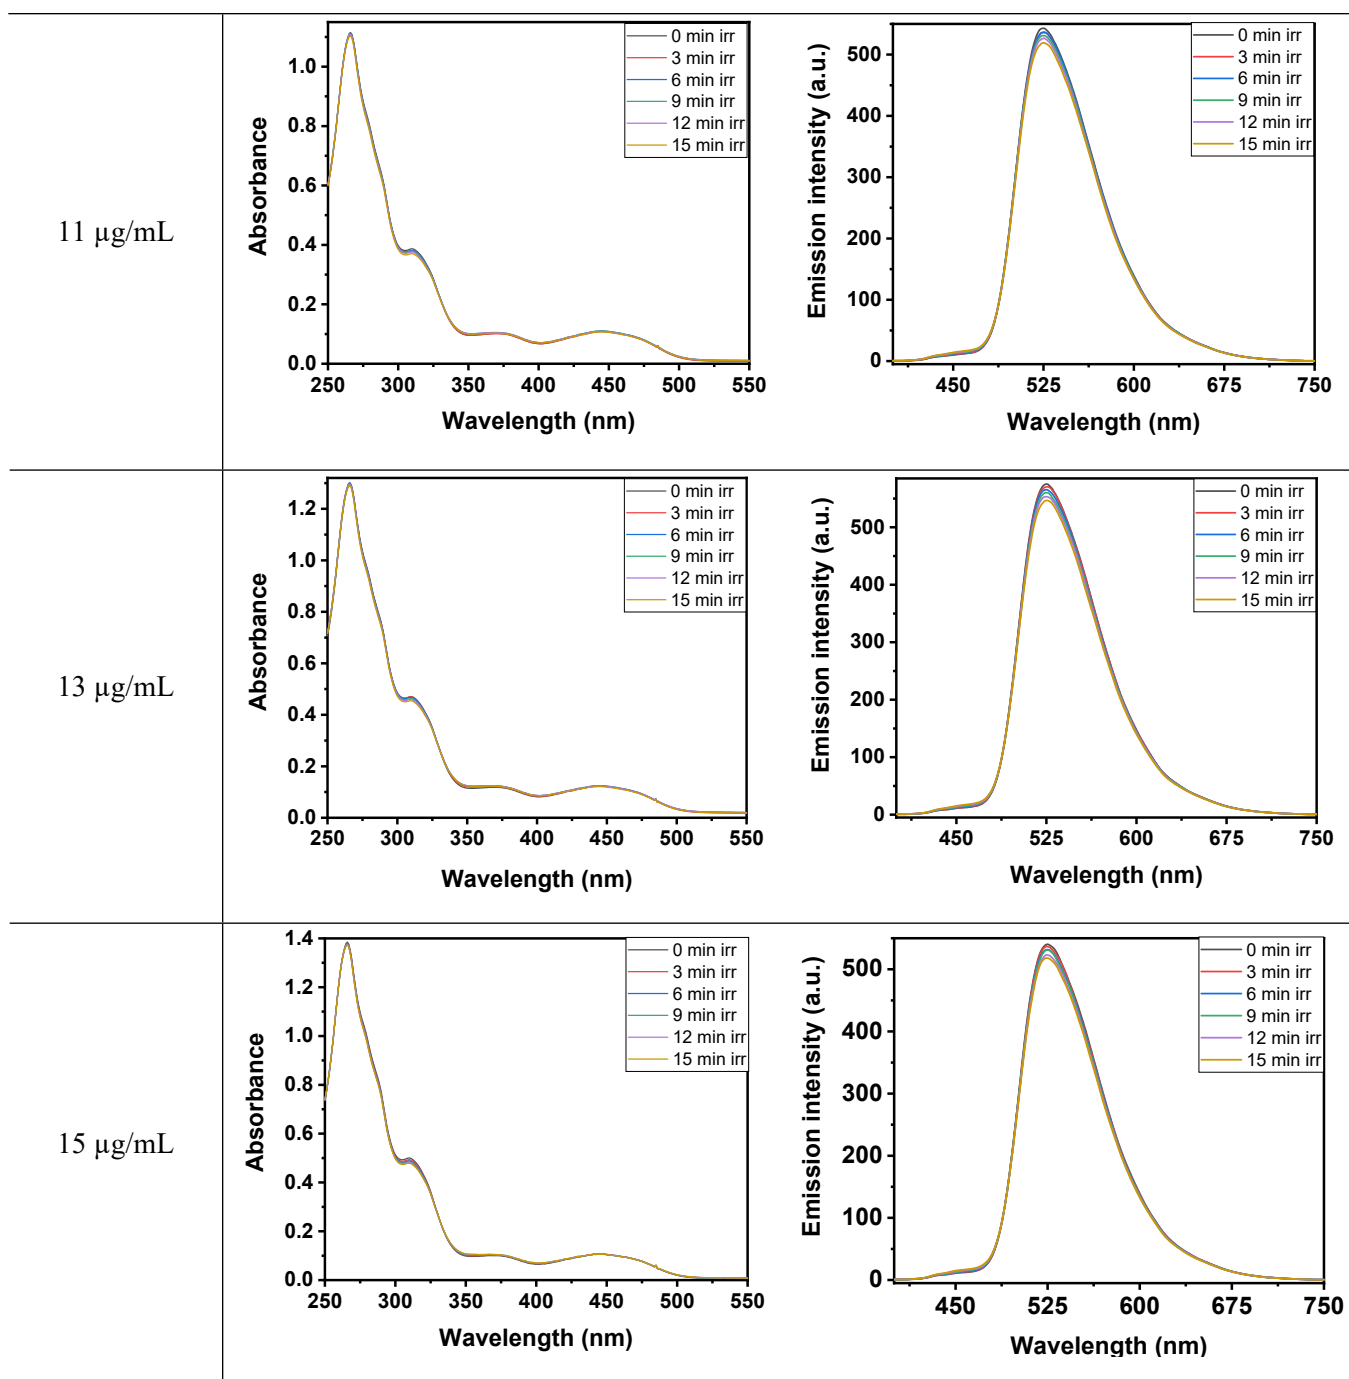 11 µg/mL
Absorbance
1.0
0.8
0.6
0.4
0.2
0.0
250 300 350 400 450 500 550
Wavelength (nm)
0 min irr
3 min irr
6 min irr
9 min irr
12 min irr
15 min irr
Emission intensity (a.u.)
500
400
300
200
100
0
450 525 600 675 750
Wavelength (nm)
0 min irr
3 min irr
6 min irr
9 min irr
12 min irr
15 min irr
13 µg/mL
Absorbance
1.2
1.0
0.8
0.6
0.4
0.2
0.0
250 300 350 400 450 500 550
Wavelength (nm)
0 min irr
3 min irr
6 min irr
9 min irr
12 min irr
15 min irr
Emission intensity (a.u.)
500
400
300
200
100
0
450 525 600 675 750
Wavelength (nm)
0 min irr
3 min irr
6 min irr
9 min irr
12 min irr
15 min irr
15 µg/mL
Absorbance
1.4
1.2
1.0
0.8
0.6
0.4
0.2
0.0
250 300 350 400 450 500 550
Wavelength (nm)
0 min irr
3 min irr
6 min irr
9 min irr
12 min irr
15 min irr
Emission intensity (a.u.)
500
400
300
200
100
0
450 525 600 675 750
Wavelength (nm)
0 min irr
3 min irr
6 min irr
9 min irr
12 min irr
15 min irr